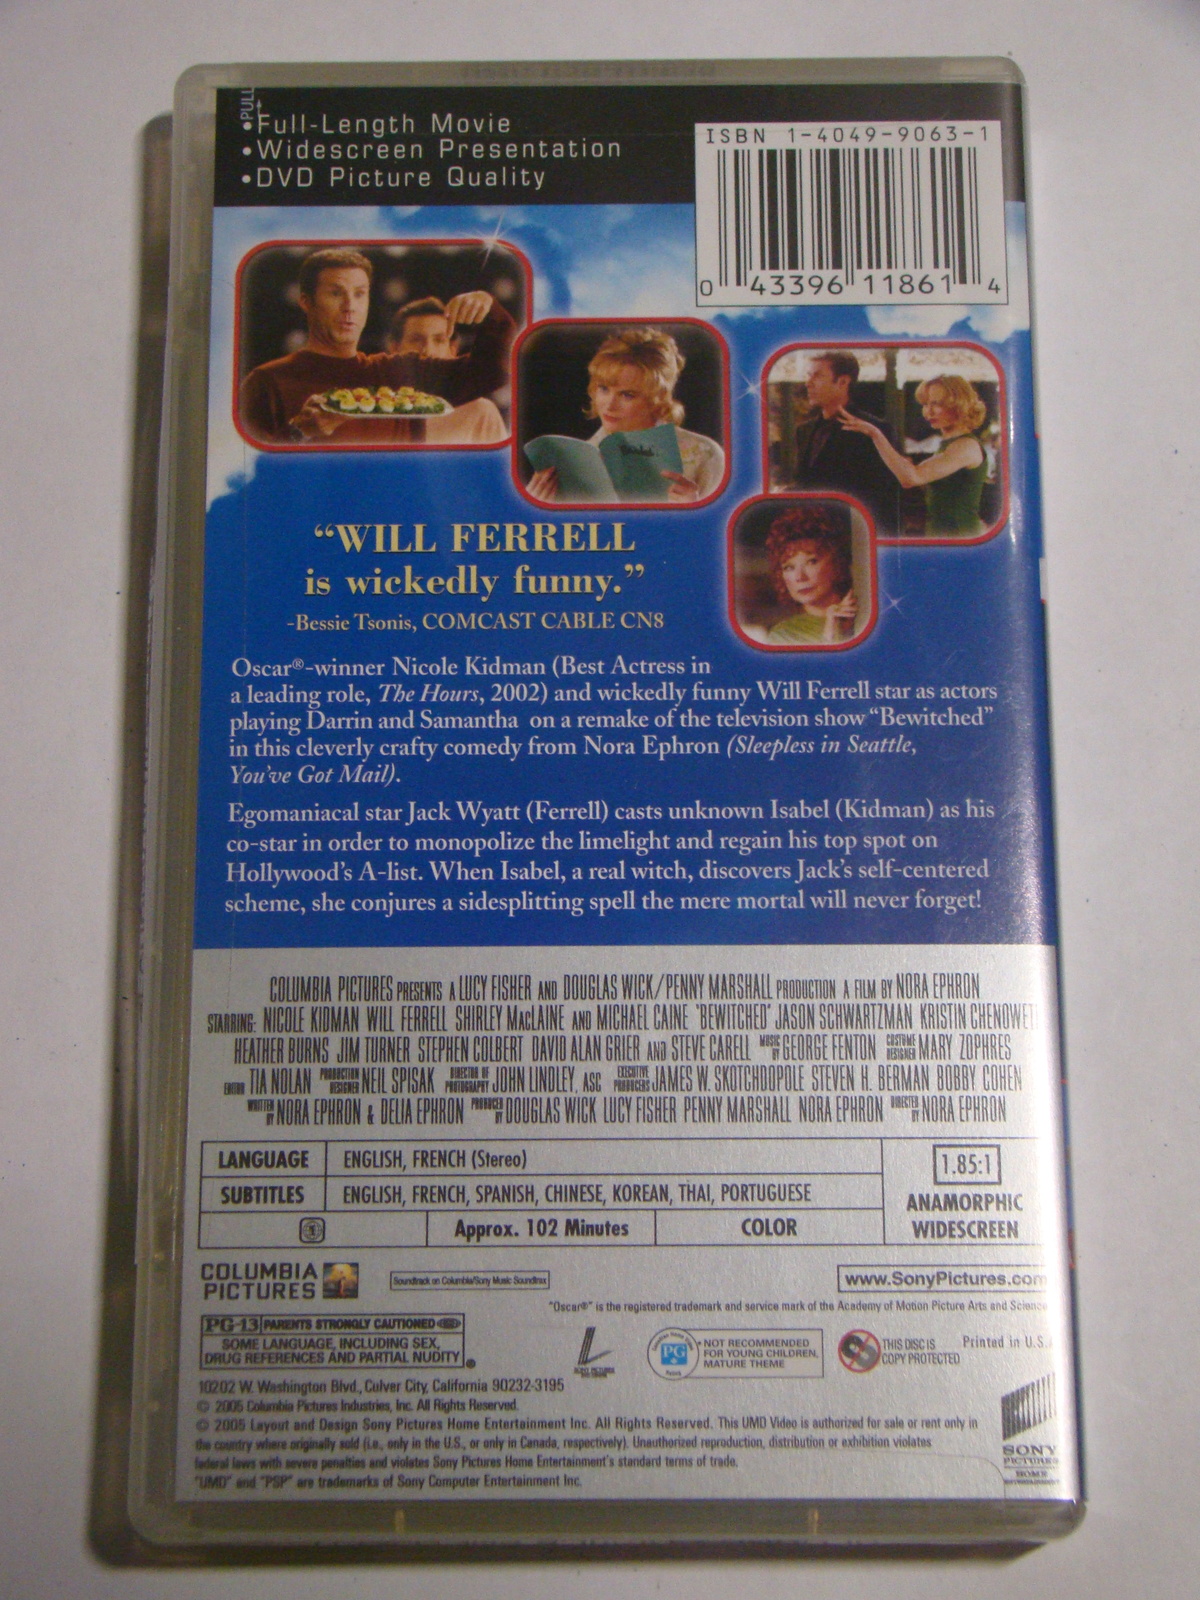 PULL
•Full-Length Movie
•Widescreen Presentation
•DVD Picture Quality
ISBN 1-4049-9063-1
0 43396 11861 4
"WILL FERRELL
is wickedly funny."
-Bessie Tsonis, COMCAST CABLE CN8
Oscar®-winner Nicole Kidman (Best Actress in
a leading role, The Hours, 2002) and wickedly funny Will Ferrell star as actors
playing Darrin and Samantha on a remake of the television show "Bewitched"
in this cleverly crafty comedy from Nora Ephron (Sleepless in Seattle,
You've Got Mail).
Egomaniacal star Jack Wyatt (Ferrell) casts unknown Isabel (Kidman) as his
co-star in order to monopolize the limelight and regain his top spot on
Hollywood's A-list. When Isabel, a real witch, discovers Jack's self-centered
scheme, she conjures a sidesplitting spell the mere mortal will never forget!
COLUMBIA PICTURES PRESENTS A LUCY FISHER AND DOUGLAS WICK/PENNY MARSHALL PRODUCTION A FILM BY NORA EPHRON
STARRING: NICOLE KIDMAN WILL FERRELL SHIRLEY MacLAINE AND MICHAEL CAINE "BEWITCHED" JASON SCHWARTZMAN KRISTIN CHENOWET
HEATHER BURNS JIM TURNER STEPHEN COLBERT DAVID ALAN GRIER AND STEVE CARELL MUSIC BY GEORGE FENTON COSTUME DESIGNER MARY ZOPHRES
EDITOR TIA NOLAN PRODUCTION DESIGNER NEIL SPISAK DIRECTOR OF PHOTOGRAPHY JOHN LINDLEY, ASC EXECUTIVE PRODUCERS JAMES W. SKOTCHDOPOLE STEVEN H. BERMAN BOBBY COHEN
WRITTEN BY NORA EPHRON & DELIA EPHRON PRODUCED BY DOUGLAS WICK LUCY FISHER PENNY MARSHALL NORA EPHRON DIRECTED BY NORA EPHRON
LANGUAGE ENGLISH, FRENCH (Stereo)
SUBTITLES ENGLISH, FRENCH, SPANISH, CHINESE, KOREAN, THAI, PORTUGUESE
1 Approx. 102 Minutes COLOR
1.85:1
ANAMORPHIC
WIDESCREEN
COLUMBIA
PICTURES
Soundtrack on Columbia/Sony Music Soundtrax
www.SonyPictures.com
"Oscar®" is the registered trademark and service mark of the Academy of Motion Picture Arts and Science
PG-13 PARENTS STRONGLY CAUTIONED
SOME LANGUAGE, INCLUDING SEX,
DRUG REFERENCES AND PARTIAL NUDITY
®
PG
• NOT RECOMMENDED
FOR YOUNG CHILDREN,
MATURE THEME
THIS DISC IS
COPY PROTECTED
Printed in U.S.
10202 W. Washington Blvd., Culver City, California 90232-3195
© 2005 Columbia Pictures Industries, Inc. All Rights Reserved.
© 2005 Layout and Design Sony Pictures Home Entertainment Inc. All Rights Reserved. This UMD Video is authorized for sale or rent only in
the country where originally sold (i.e., only in the U.S., or only in Canada, respectively). Unauthorized reproduction, distribution or exhibition violates
federal laws with severe penalties and violates Sony Pictures Home Entertainment's standard terms of trade.
"UMD" and "PSP" are trademarks of Sony Computer Entertainment Inc.
SONY
PICTURES
HOME